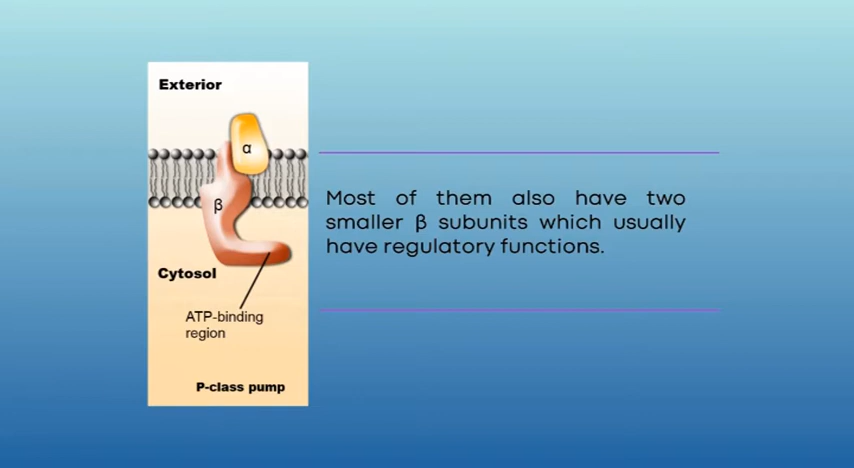 Exterior
α
β
Cytosol
ATP-binding
region
P-class pump
Most of them also have two
smaller β subunits which usually
have regulatory functions.